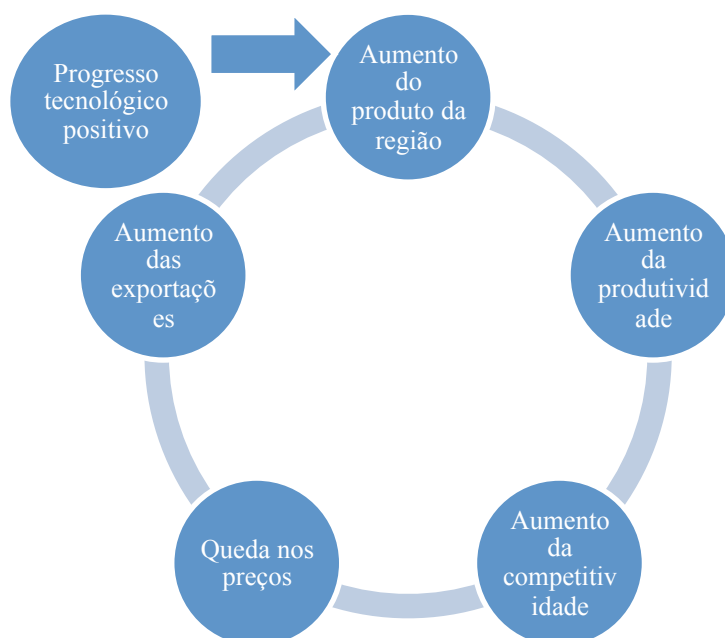 Progresso
tecnológico
positivo
Aumento
do
produto da
região
Aumento
da
produtivid
ade
Aumento
da
competitiv
idade
Queda nos
preços
Aumento
das
exportaçõ
es